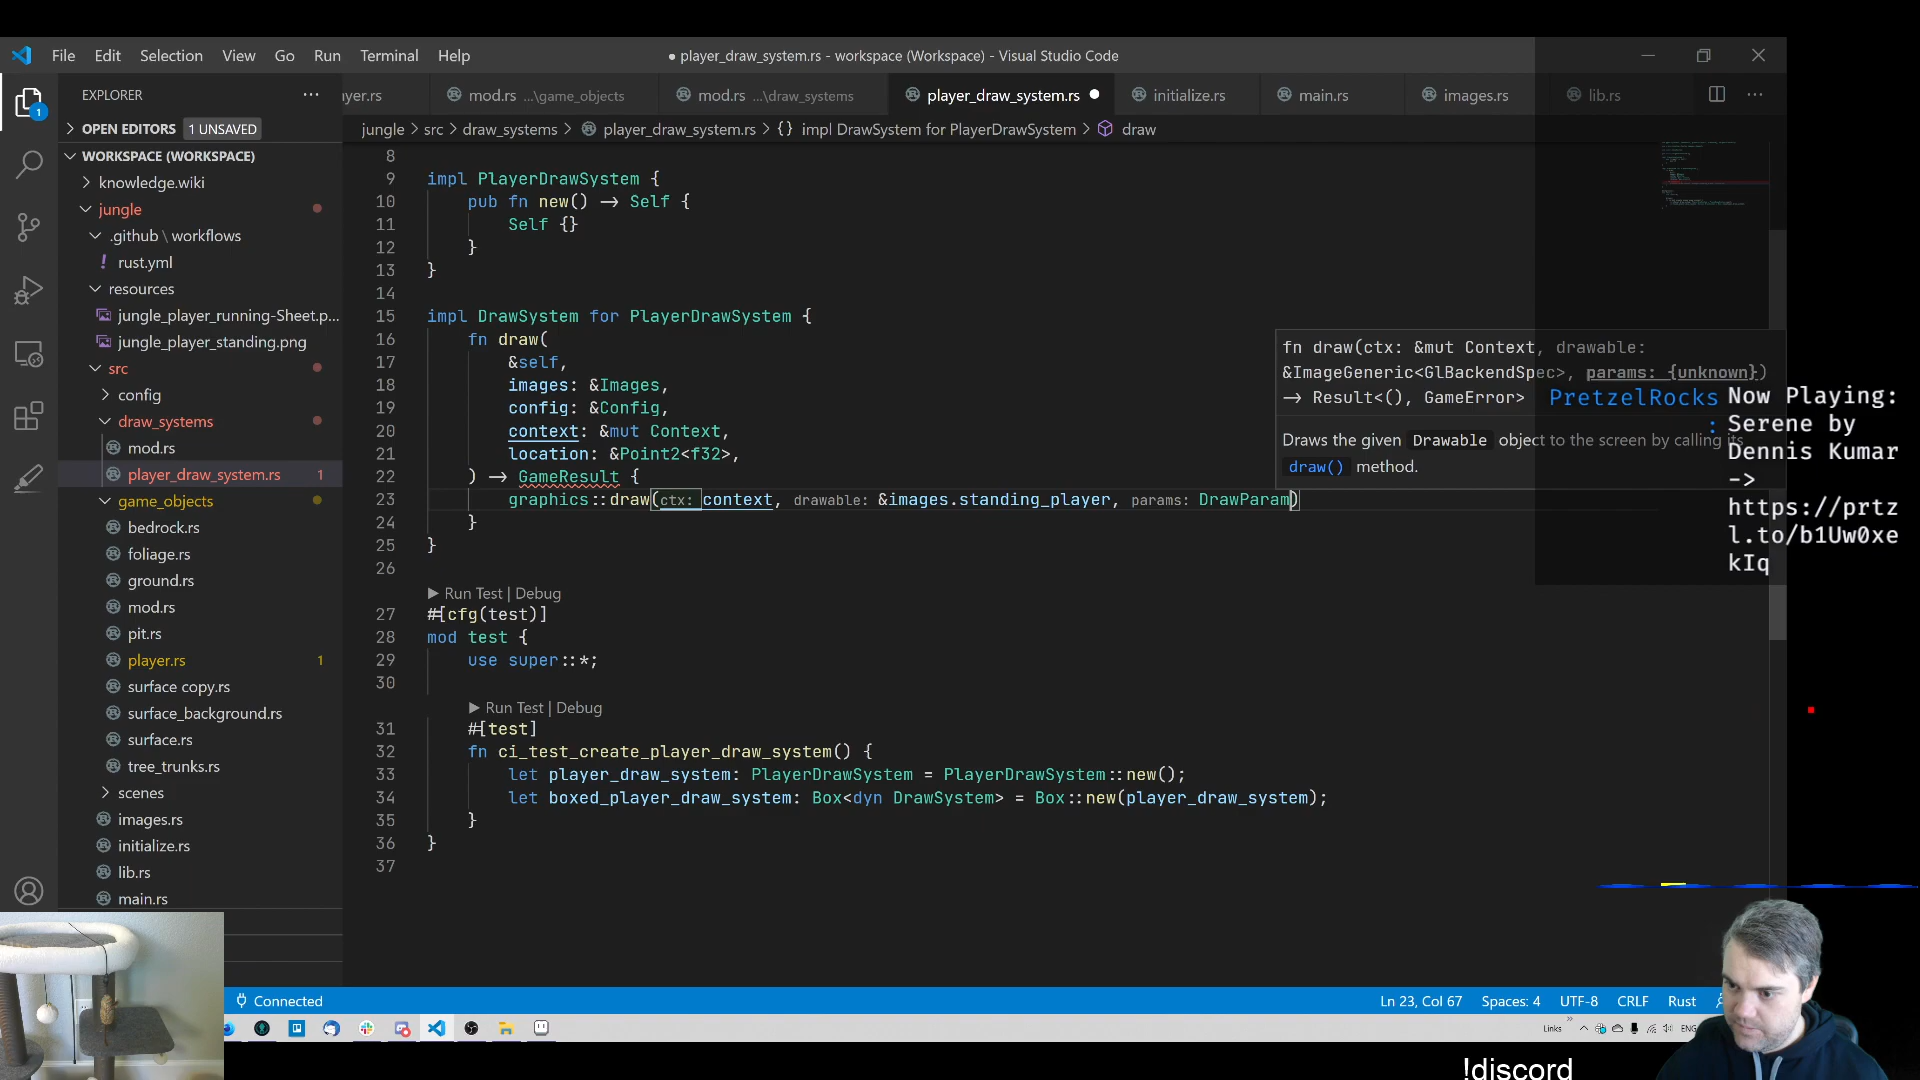 File Edit Selection View Go Run Terminal Help
● player_draw_system.rs - workspace (Workspace) - Visual Studio Code
EXPLORER
yer.rs
mod.rs ...\game_objects
mod.rs ...\draw_systems
player_draw_system.rs
initialize.rs
main.rs
images.rs
lib.rs
OPEN EDITORS 1 UNSAVED
jungle > src > draw_systems > player_draw_system.rs > {} impl DrawSystem for PlayerDrawSystem > draw
WORKSPACE (WORKSPACE)
knowledge.wiki
jungle
.github \ workflows
rust.yml
resources
jungle_player_running-Sheet.p...
jungle_player_standing.png
src
config
draw_systems
mod.rs
player_draw_system.rs 1
game_objects
bedrock.rs
foliage.rs
ground.rs
mod.rs
pit.rs
player.rs 1
surface copy.rs
surface_background.rs
surface.rs
tree_trunks.rs
scenes
images.rs
initialize.rs
lib.rs
main.rs
8
9 impl PlayerDrawSystem {
10 pub fn new() -> Self {
11 Self {}
12 }
13 }
14
15 impl DrawSystem for PlayerDrawSystem {
16 fn draw(
17 &self,
18 images: &Images,
19 config: &Config,
20 context: &mut Context,
21 location: &Point2<f32>,
22 ) -> GameResult {
23 graphics::draw(ctx: context, drawable: &images.standing_player, params: DrawParam)
24 }
25 }
26
▶ Run Test | Debug
27 #[cfg(test)]
28 mod test {
29 use super::*;
30
▶ Run Test | Debug
31 #[test]
32 fn ci_test_create_player_draw_system() {
33 let player_draw_system: PlayerDrawSystem = PlayerDrawSystem::new();
34 let boxed_player_draw_system: Box<dyn DrawSystem> = Box::new(player_draw_system);
35 }
36 }
37
fn draw(ctx: &mut Context, drawable:
&ImageGeneric<GlBackendSpec>, params: {unknown})
-> Result<(), GameError>
Draws the given Drawable object to the screen by calling its
draw() method.
PretzelRocks
: Now Playing:
Serene by
Dennis Kumar
->
https://prtz
l.to/b1Uw0xe
kIq
1
Connected
Ln 23, Col 67 Spaces: 4 UTF-8 CRLF Rust
Links ENG
!discord